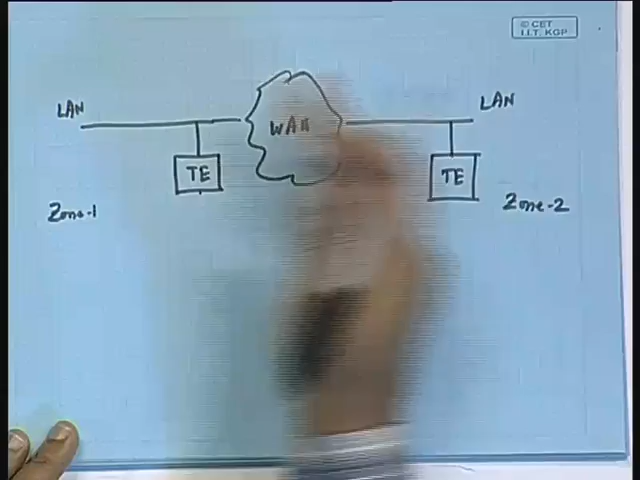 © CET
I.I.T. KGP
LAN
LAN
WAN
TE
TE
Zone-1
Zone-2